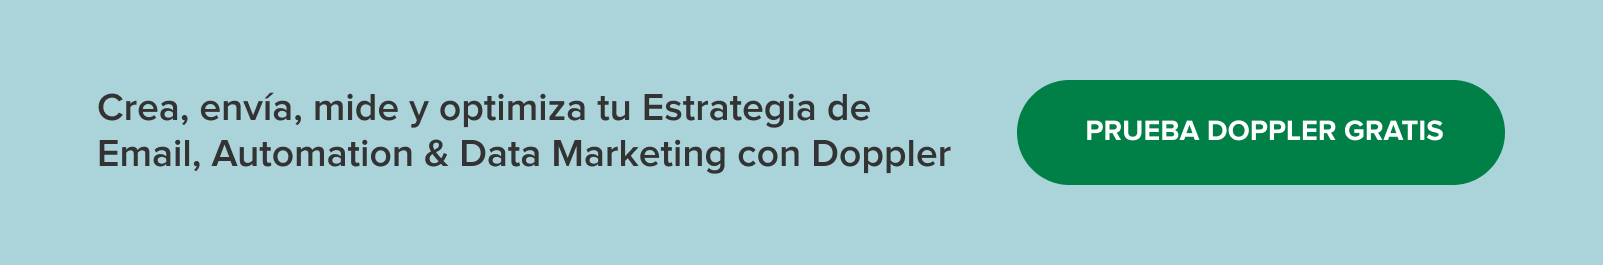 Crea, envía, mide y optimiza tu Estrategia de
Email, Automation & Data Marketing con Doppler
PRUEBA DOPPLER GRATIS